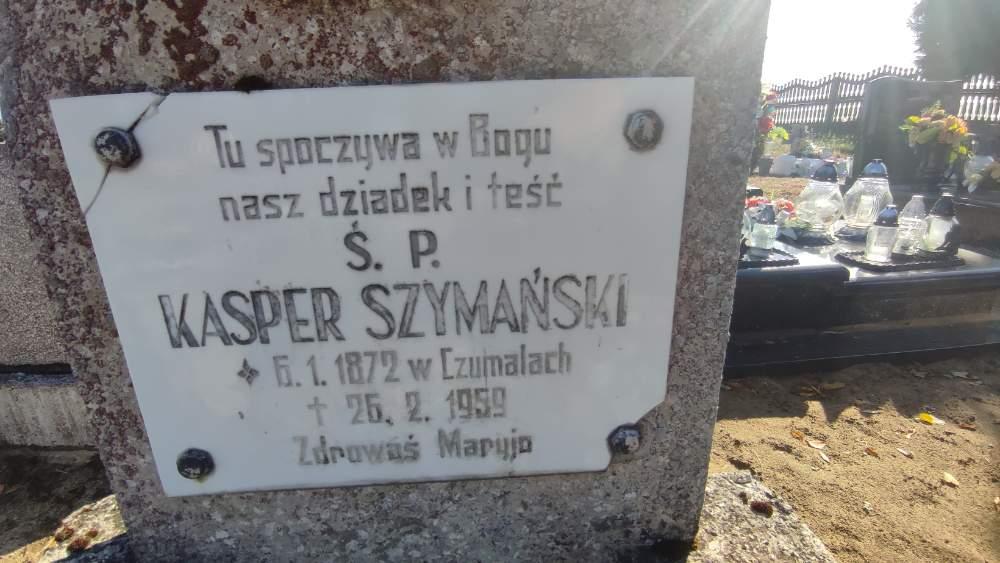 Tu spoczywa w Bogu
nasz dziadek i teść
Ś. P.
KASPER SZYMAŃSKI
6. 1. 1872 w Czumalach
† 26. 2. 1959
Zdrowaś Maryjo